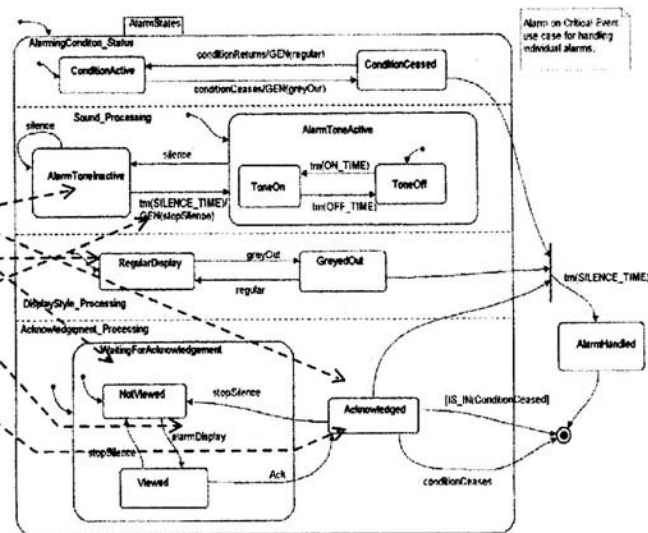 AlarmStates
Alarm on Critical Event
use case for handling
individual alarms.
AlarmingConditon_Status
conditionReturns/GEN(regular)
ConditionActive
ConditionCeased
conditionCeases/GEN(greyOut)
Sound_Processing
silence
AlarmToneActive
silence
AlarmToneInactive
tm(ON_TIME)
ToneOn
ToneOff
tm(SILENCE_TIME)/
GEN(stopSilence)
tm(OFF_TIME)
greyOut
RegularDisplay
GreyedOut
regular
tm(SILENCE_TIME)
DisplayStyle_Processing
Acknowledgement_Processing
WaitingForAcknowledgement
AlarmHandled
NotViewed
stopSilence
Acknowledged
[IS_IN(ConditionCeased]
alarmDisplay
stopSilence
Ack
conditionCeases
Viewed